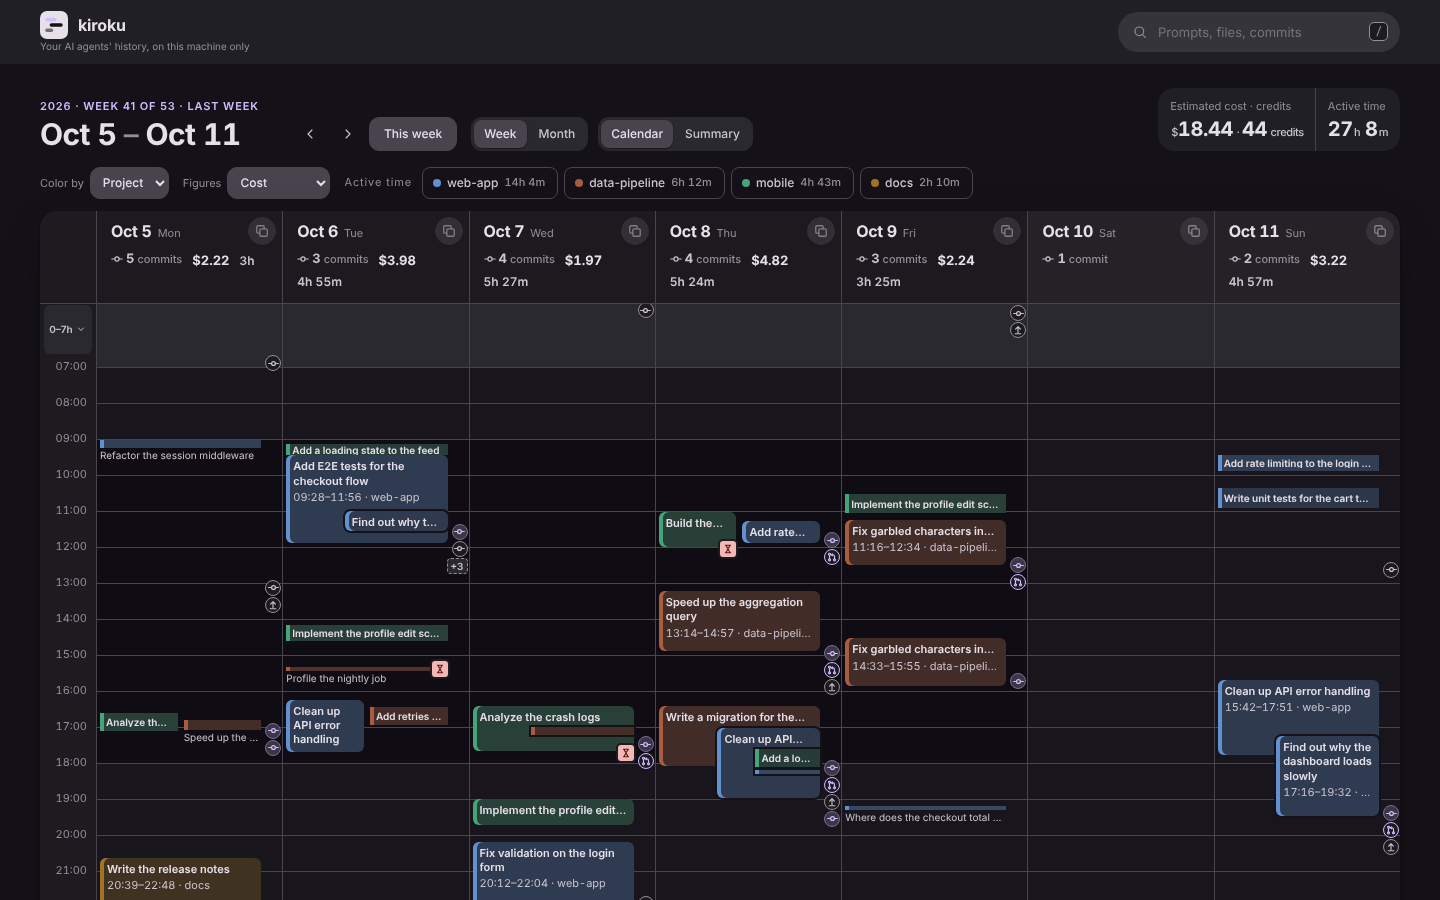 kiroku
Your AI agents' history, on this machine only
Prompts, files, commits /
2026 · WEEK 41 OF 53 · LAST WEEK
Oct 5 – Oct 11
This week
Week Month
Calendar Summary
Estimated cost · credits
$18.44 · 44 credits
Active time
27h 8m
Color by Project
Figures Cost
Active time
web-app 14h 4m
data-pipeline 6h 12m
mobile 4h 43m
docs 2h 10m
Oct 5 Mon
5 commits $2.22 3h
Oct 6 Tue
3 commits $3.98
4h 55m
Oct 7 Wed
4 commits $1.97
5h 27m
Oct 8 Thu
4 commits $4.82
5h 24m
Oct 9 Fri
3 commits $2.24
3h 25m
Oct 10 Sat
1 commit
Oct 11 Sun
2 commits $3.22
4h 57m
0–7h
07:00
08:00
09:00
10:00
11:00
12:00
13:00
14:00
15:00
16:00
17:00
18:00
19:00
20:00
21:00
Refactor the session middleware
Analyze th...
Speed up the ...
Write the release notes
20:39–22:48 · docs
Add a loading state to the feed
Add E2E tests for the
checkout flow
09:28–11:56 · web-app
Find out why t...
+3
Implement the profile edit sc...
Profile the nightly job
Clean up
API error
handling
Add retries ...
Analyze the crash logs
Implement the profile edit...
Fix validation on the login
form
20:12–22:04 · web-app
Build the...
Add rate...
Speed up the aggregation
query
13:14–14:57 · data-pipeli...
Write a migration for the...
Clean up API...
Add a lo...
Implement the profile edit sc...
Fix garbled characters in...
11:16–12:34 · data-pipeli...
Fix garbled characters in...
14:33–15:55 · data-pipeli...
Where does the checkout total ...
Add rate limiting to the login ...
Write unit tests for the cart t...
Clean up API error handling
15:42–17:51 · web-app
Find out why the
dashboard loads
slowly
17:16–19:32 · ...